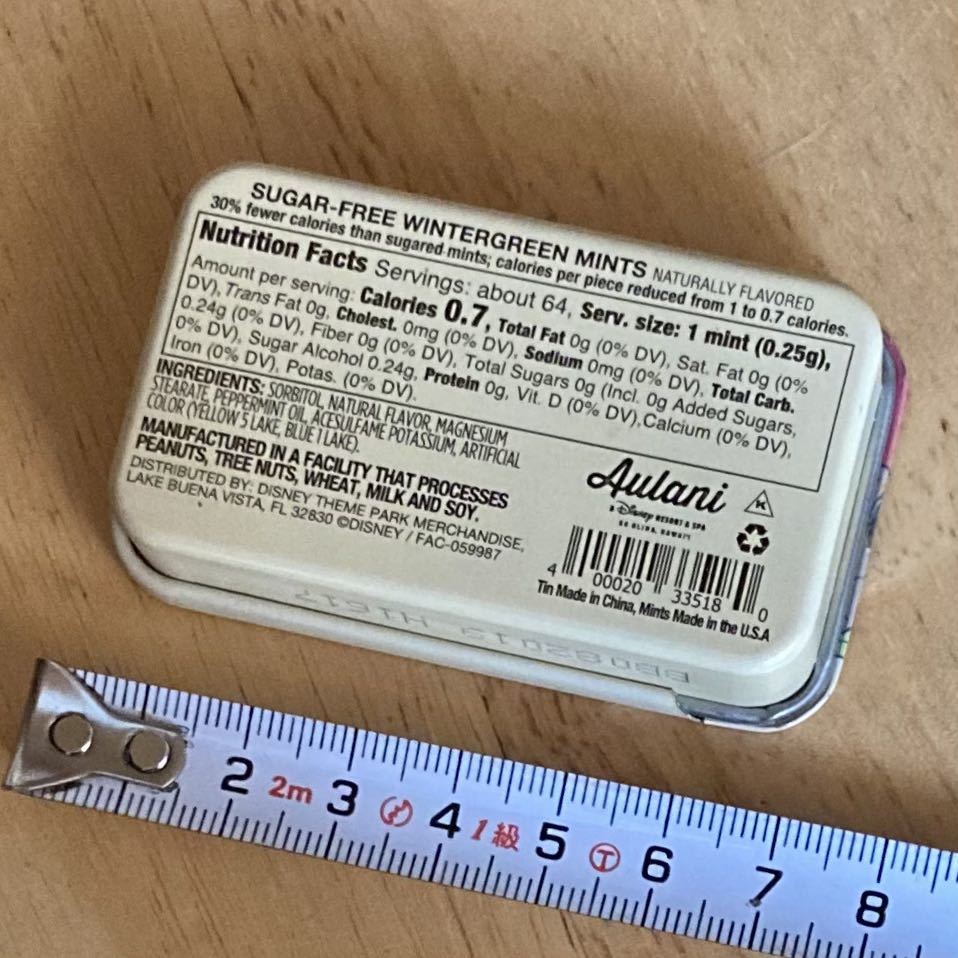 SUGAR-FREE WINTERGREEN MINTS NATURALLY FLAVORED
30% fewer calories than sugared mints; calories per piece reduced from 1 to 0.7 calories.
Nutrition Facts Servings: about 64, Serv. size: 1 mint (0.25g),
Amount per serving: Calories 0.7, Total Fat 0g (0% DV), Sat. Fat 0g (0%
DV), Trans Fat 0g, Cholest. 0mg (0% DV), Sodium 0mg (0% DV), Total Carb.
0.24g (0% DV), Fiber 0g (0% DV), Total Sugars 0g (Incl. 0g Added Sugars,
0% DV), Sugar Alcohol 0.24g, Protein 0g, Vit. D (0% DV),Calcium (0% DV),
Iron (0% DV), Potas. (0% DV).
INGREDIENTS: SORBITOL, NATURAL FLAVOR, MAGNESIUM
STEARATE, PEPPERMINT OIL, ACESULFAME POTASSIUM, ARTIFICIAL
COLOR (YELLOW 5 LAKE, BLUE 1 LAKE).
MANUFACTURED IN A FACILITY THAT PROCESSES
PEANUTS, TREE NUTS, WHEAT, MILK AND SOY.
DISTRIBUTED BY: DISNEY THEME PARK MERCHANDISE,
LAKE BUENA VISTA, FL 32830 ©DISNEY / FAC-059987
Aulani
A Disney RESORT & SPA
KO OLINA, HAWAI'I
K
4 00020 33518 0
Tin Made in China, Mints Made in the U.S.A
2 2m 3 4 1級 5 T 6 7 8